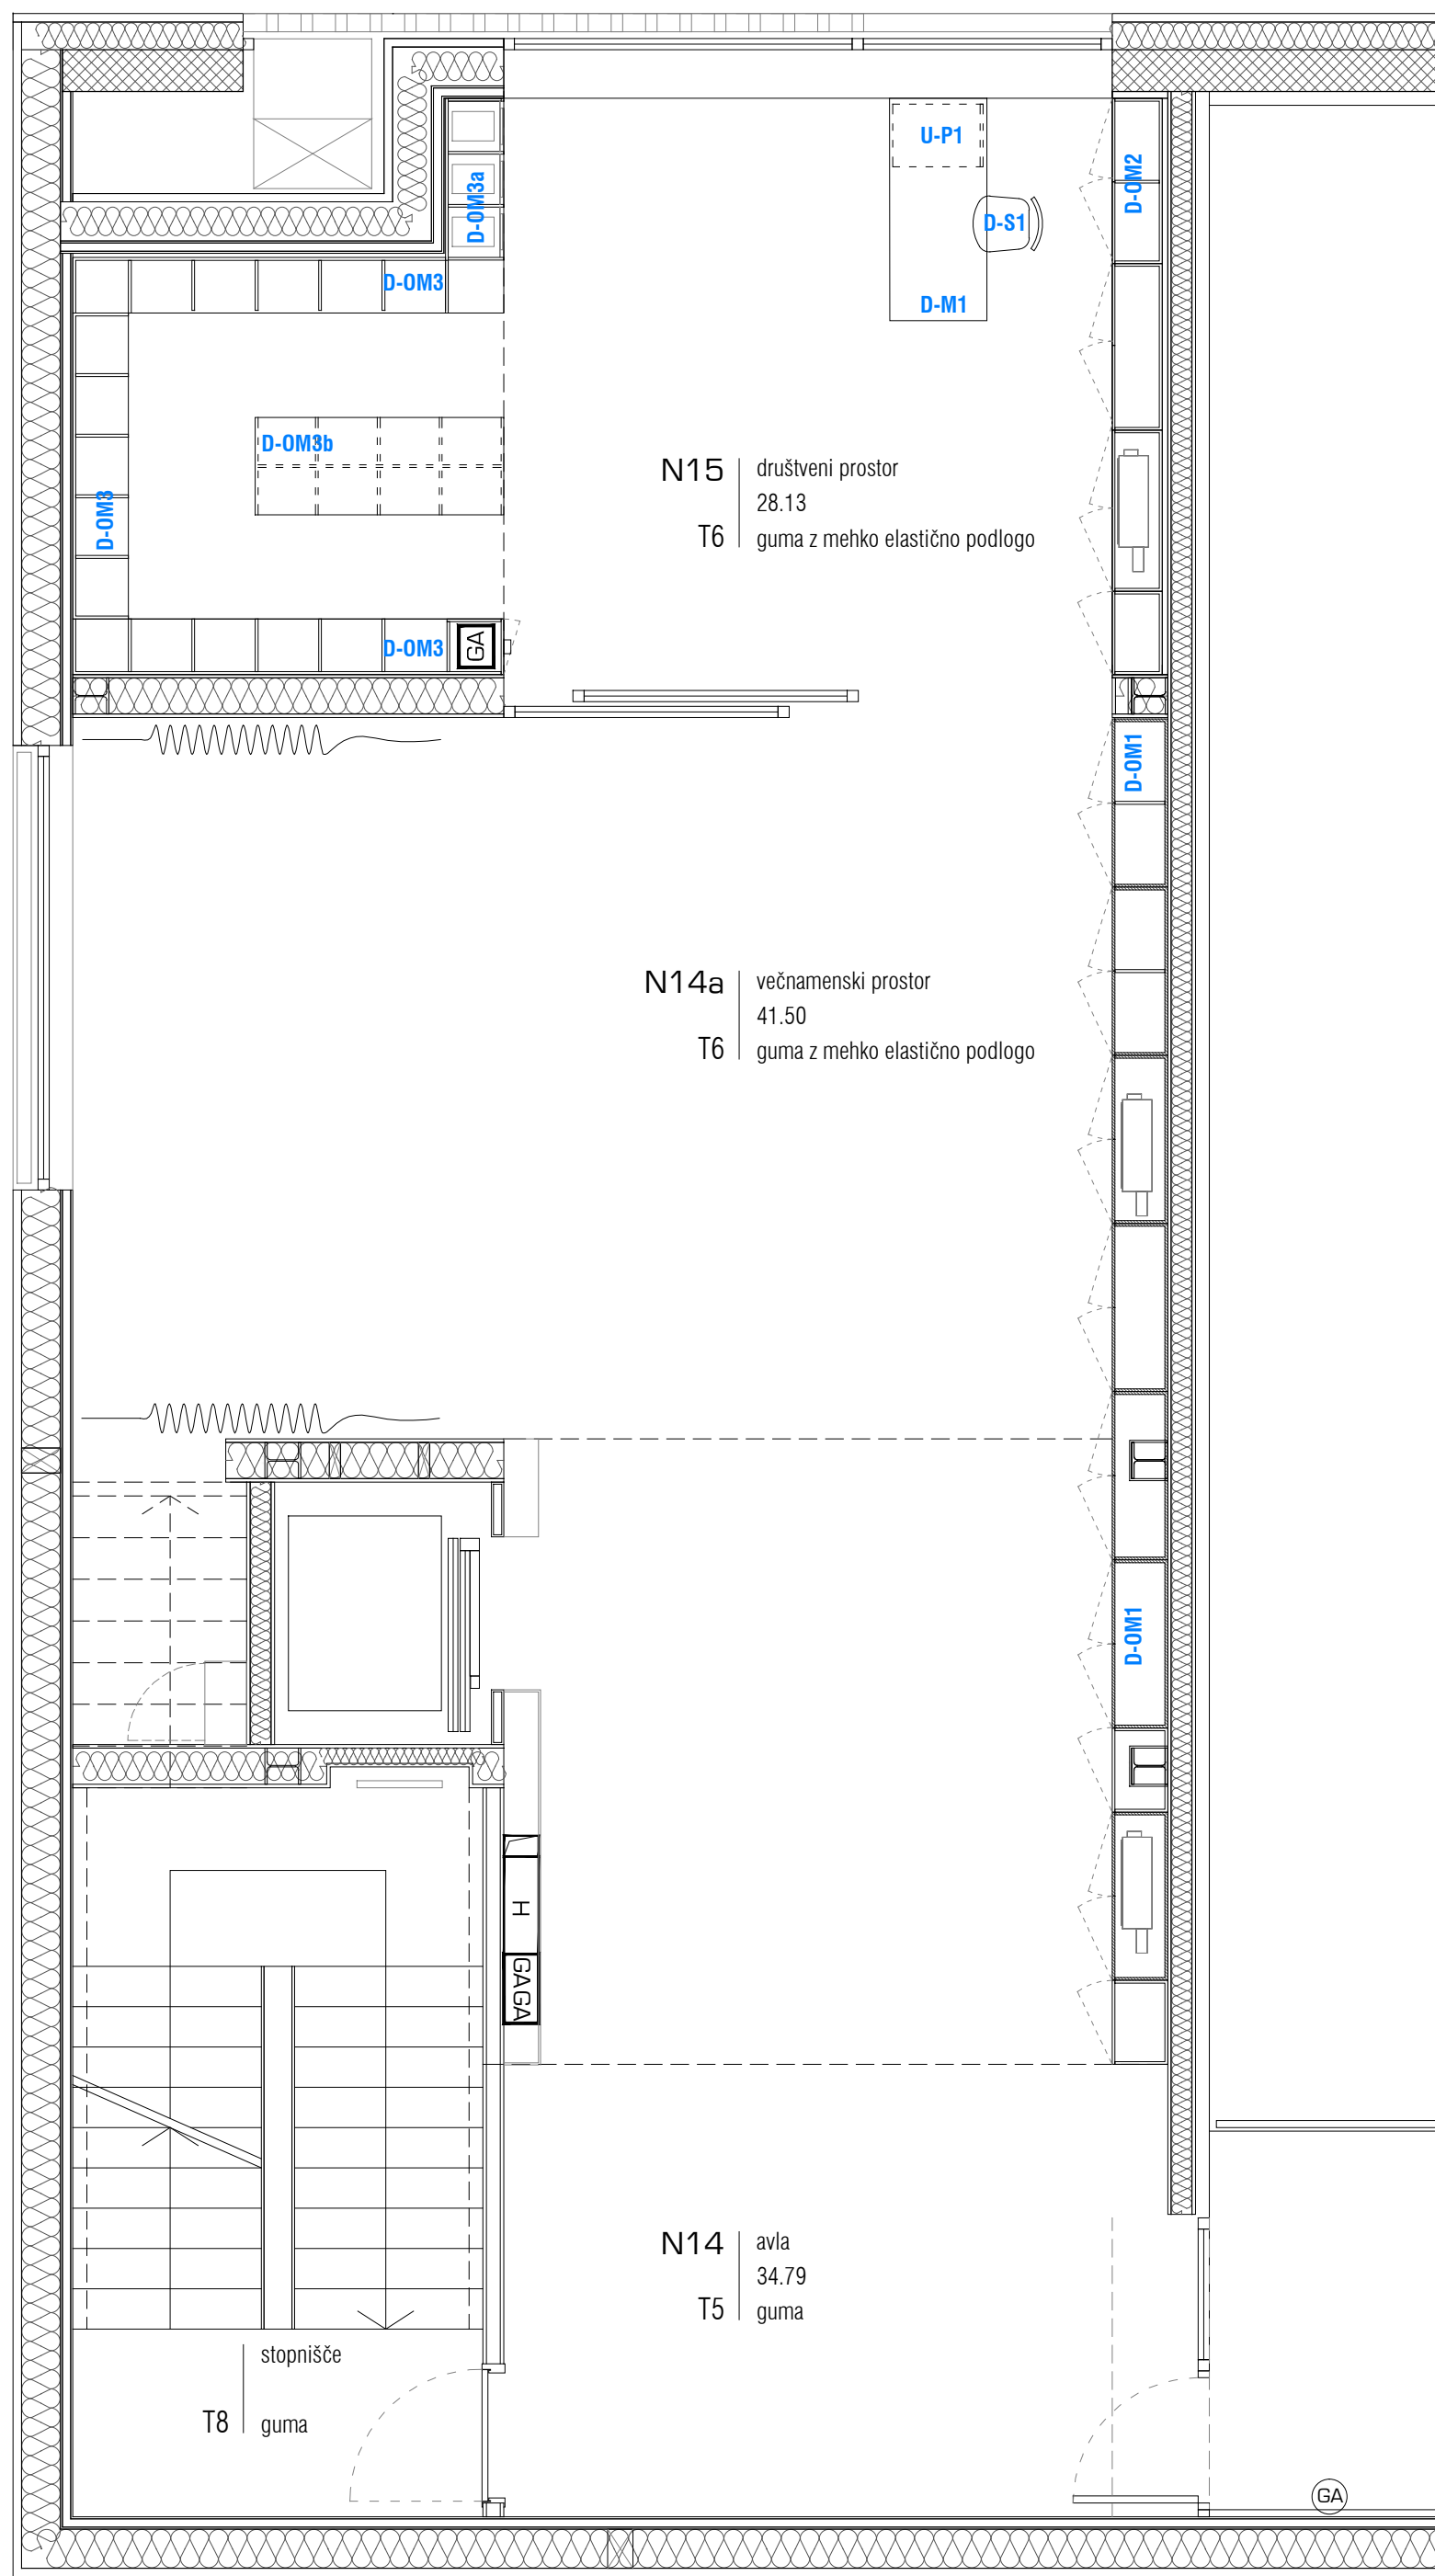 U-P1
D-OM2
D-OM3a
D-S1
D-OM3
D-M1
D-OM3b
N15
društveni prostor
28.13
T6
guma z mehko elastično podlogo
D-OM3
D-OM3
GA
D-OM1
N14a
večnamenski prostor
41.50
T6
guma z mehko elastično podlogo
D-OM1
H
GAGA
N14
avla
34.79
T5
guma
stopnišče
T8
guma
GA